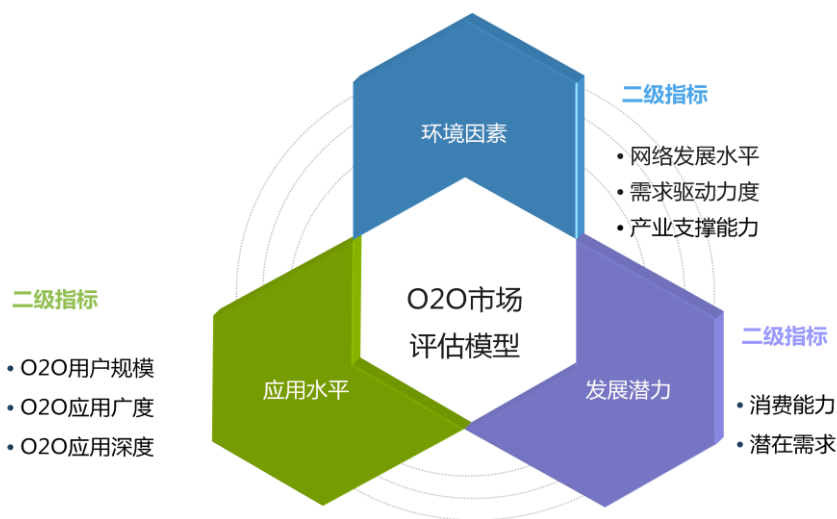 环境因素
二级指标
• 网络发展水平
• 需求驱动力度
• 产业支撑能力
O2O市场
评估模型
二级指标
• O2O用户规模
• O2O应用广度
• O2O应用深度
应用水平
发展潜力
二级指标
• 消费能力
• 潜在需求